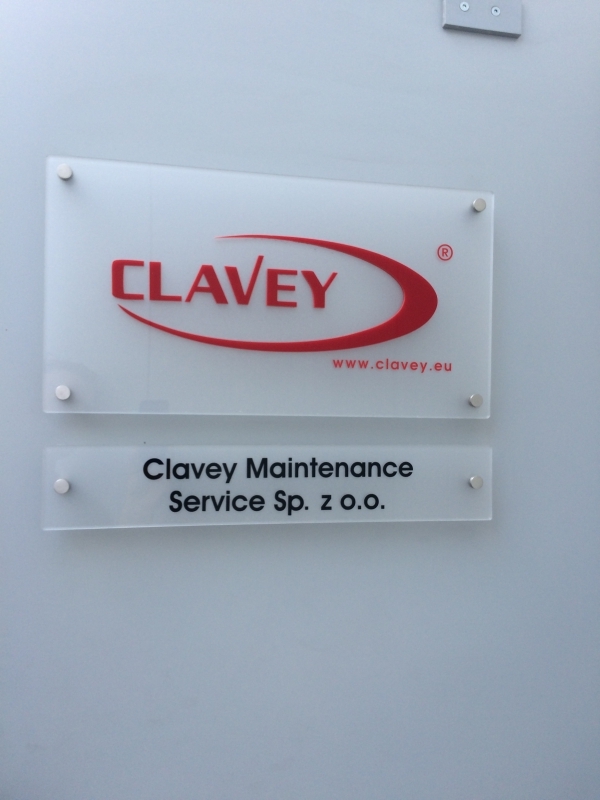 CLAVEY
®
www.clavey.eu
Clavey Maintenance
Service Sp. z o.o.